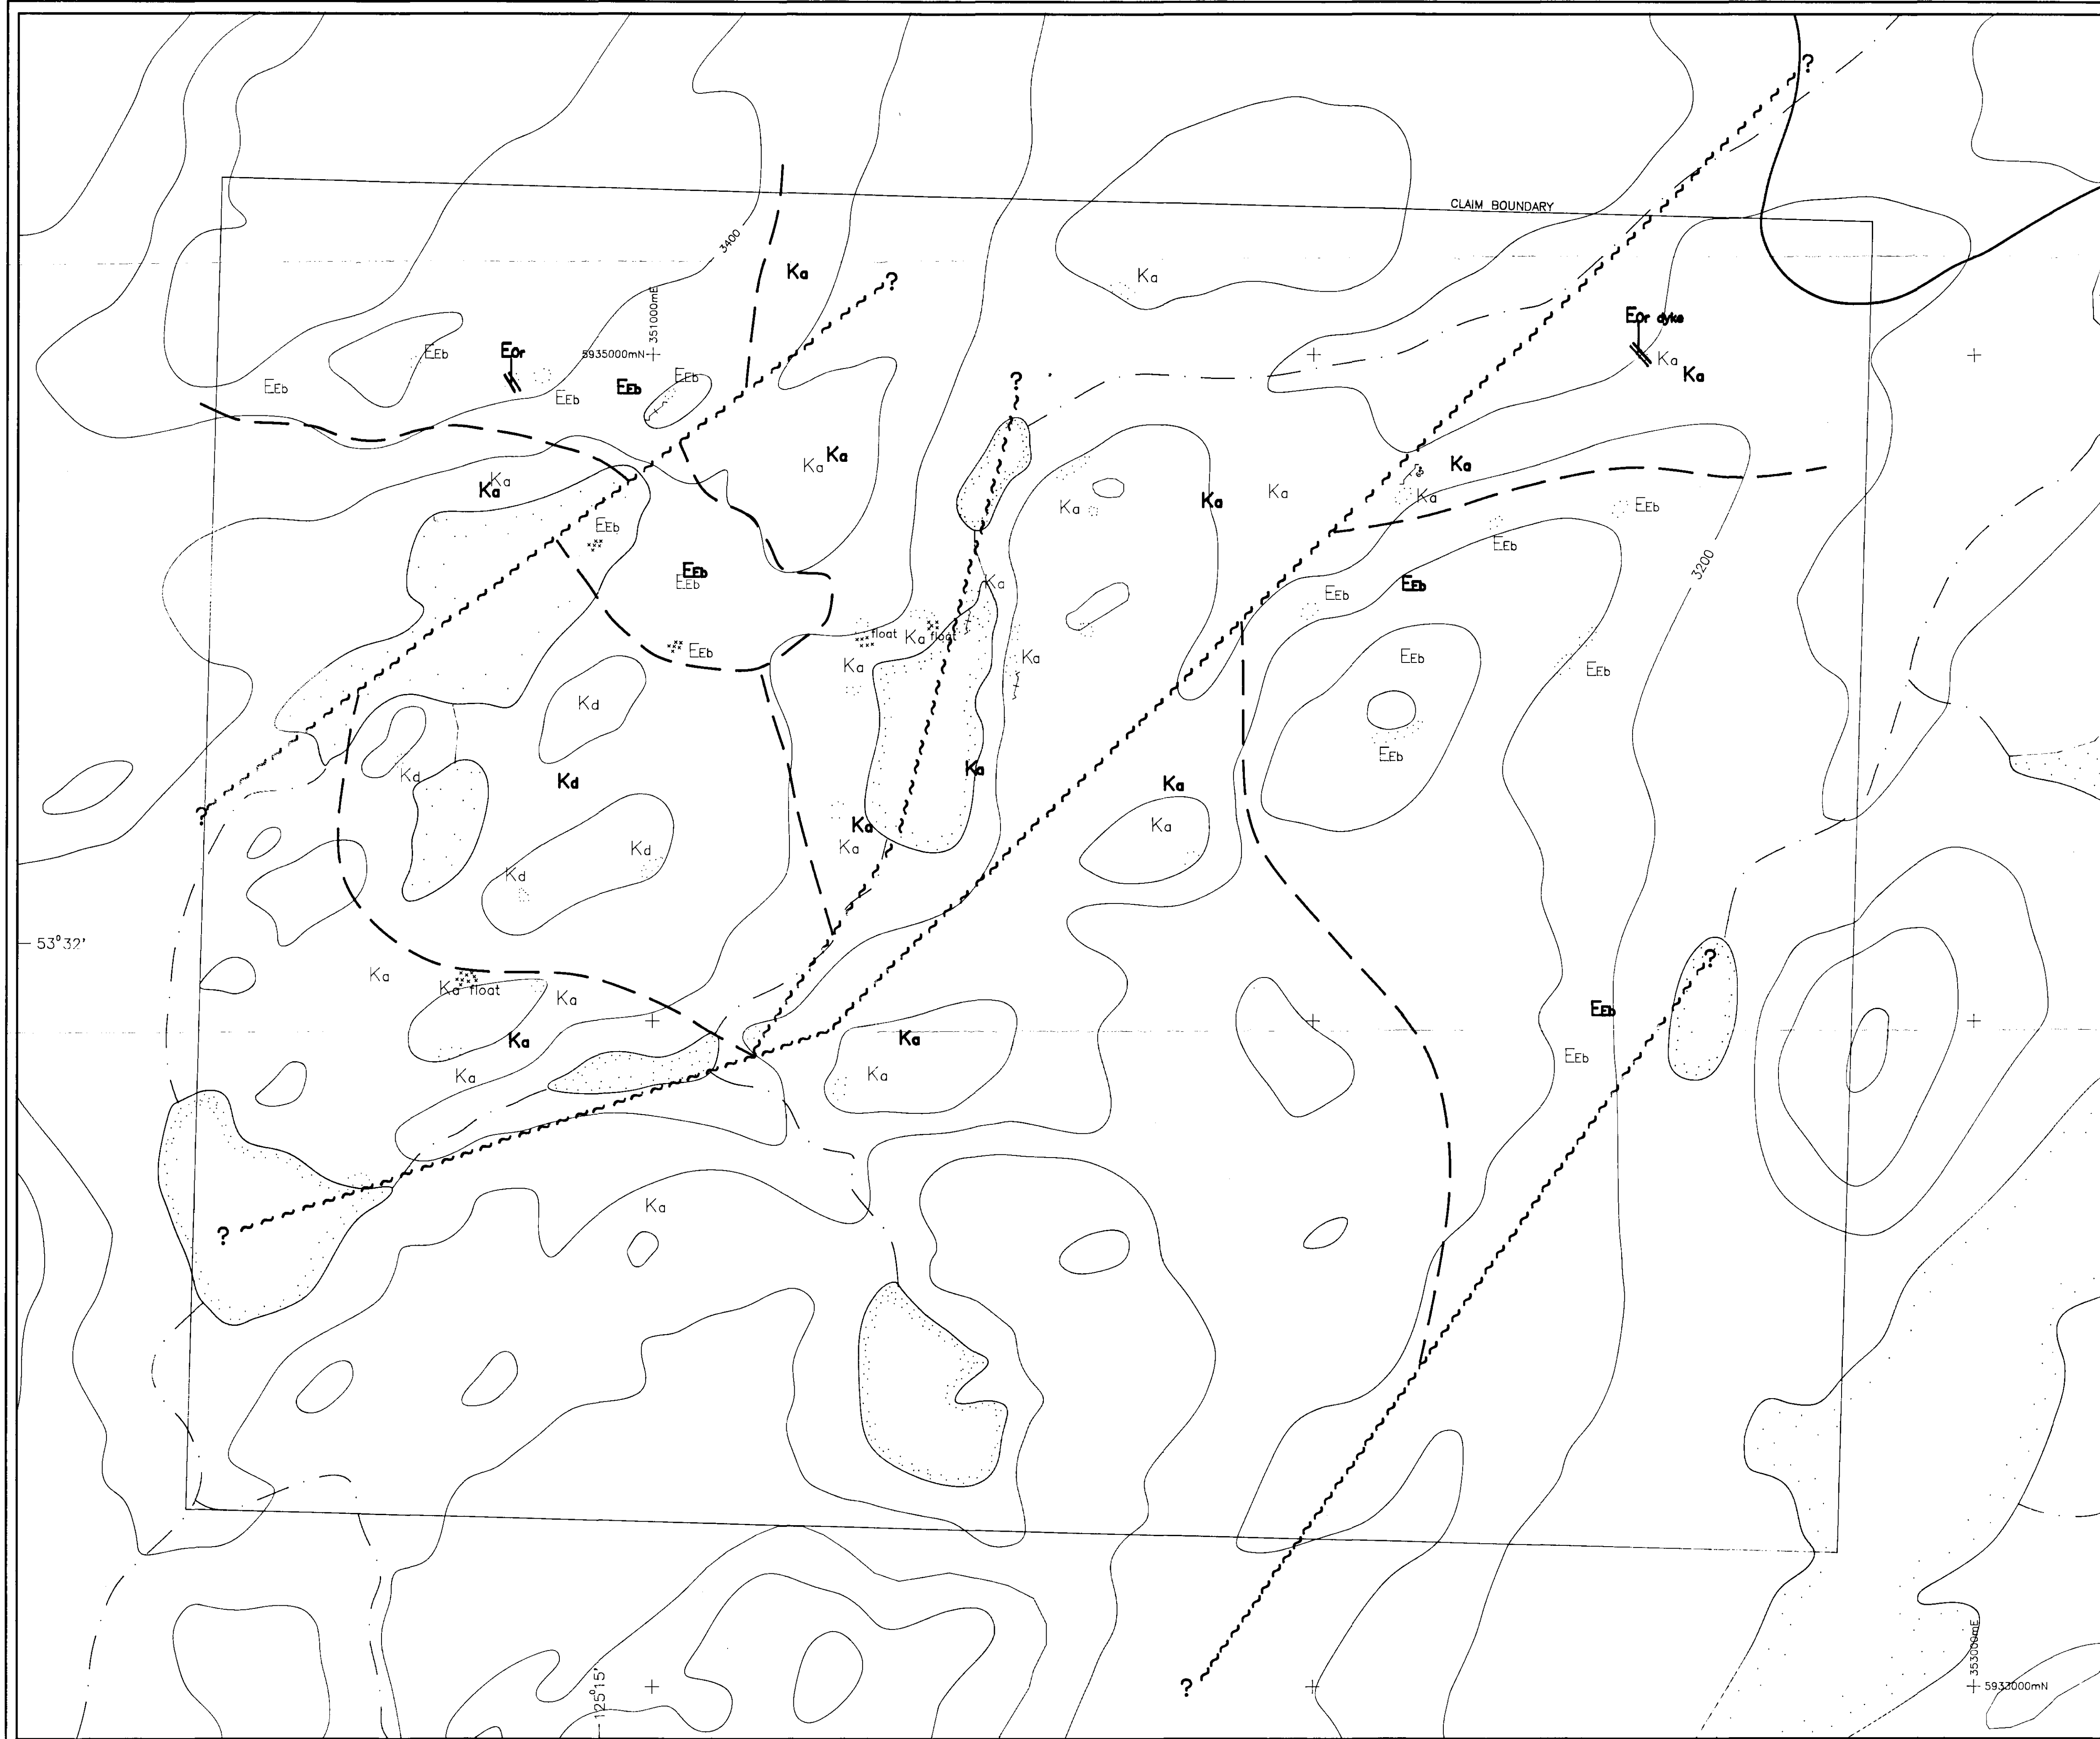 ?
CLAIM BOUNDARY
3400
Ka
Ka
?
351000mE
Eor dyke
EEb
Eor
5935000mN
Ka
EEb
EEb
EEb
EEb
Ka
?
Ka
Ka
Ka
Ka
Ka
65
Ka
Ka
Ka
Ka
Ka
EEb
EEb
EEb
3200
EEb
EEb
Ka
EEb
EEb
float
Ka float
EEb
Ka
Ka
EEb
EEb
Kd
EEb
Kd
Kd
Ka
Ka
?
Ka
Ka
Kd
Ka
Kd
53°32'
?
Ka
Ka float
Ka
EEb
Ka
Ka
EEb
Ka
Ka
Ka
?
125°15'
353000mE
?
5933000mN